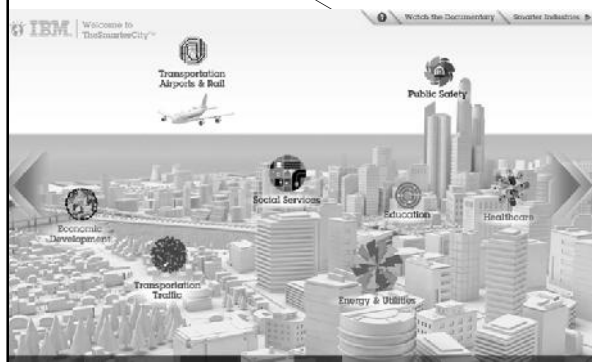 IBM.
Welcome to
TheSmarterCity™
Watch the Documentary
Smarter Industries
Transportation
Airports & Rail
Public Safety
Social Services
Education
Healthcare
Economic
Development
Transportation
Traffic
Energy & Utilities